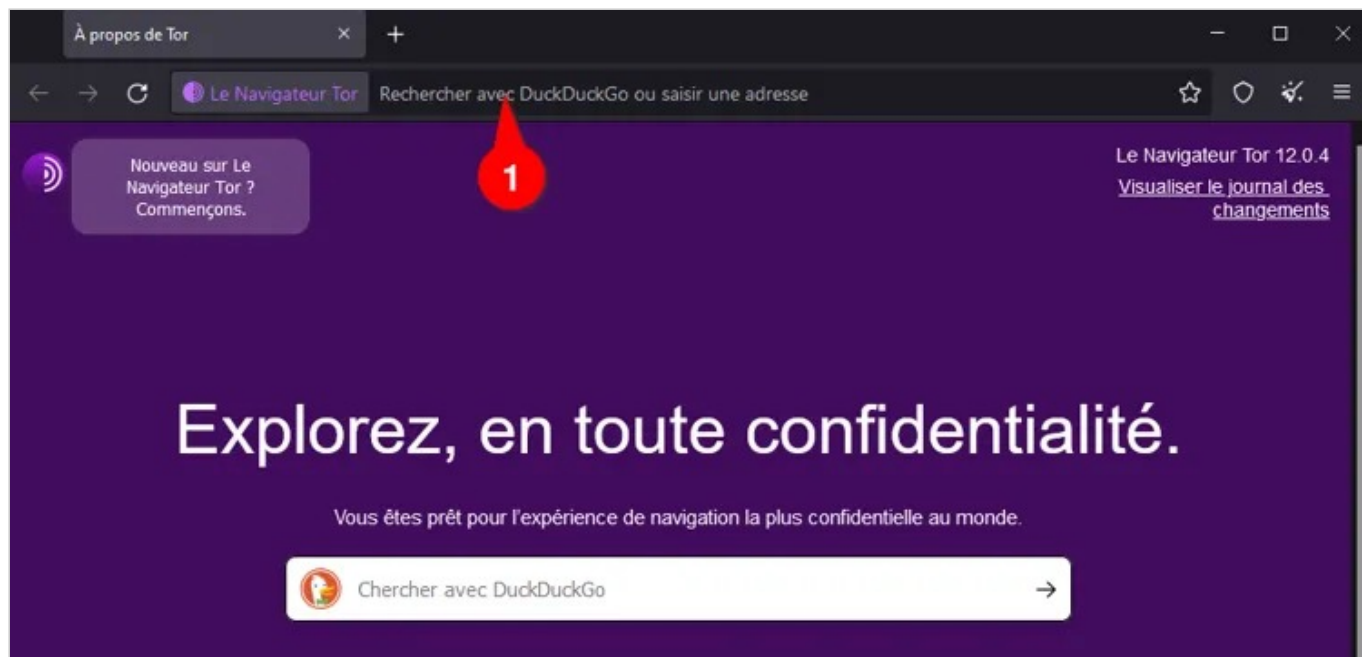 À propos de Tor
Le Navigateur Tor
Rechercher avec DuckDuckGo ou saisir une adresse
1
Nouveau sur Le
Navigateur Tor ?
Commençons.
Le Navigateur Tor 12.0.4
Visualiser le journal des
changements
Explorez, en toute confidentialité.
Vous êtes prêt pour l’expérience de navigation la plus confidentielle au monde.
Chercher avec DuckDuckGo